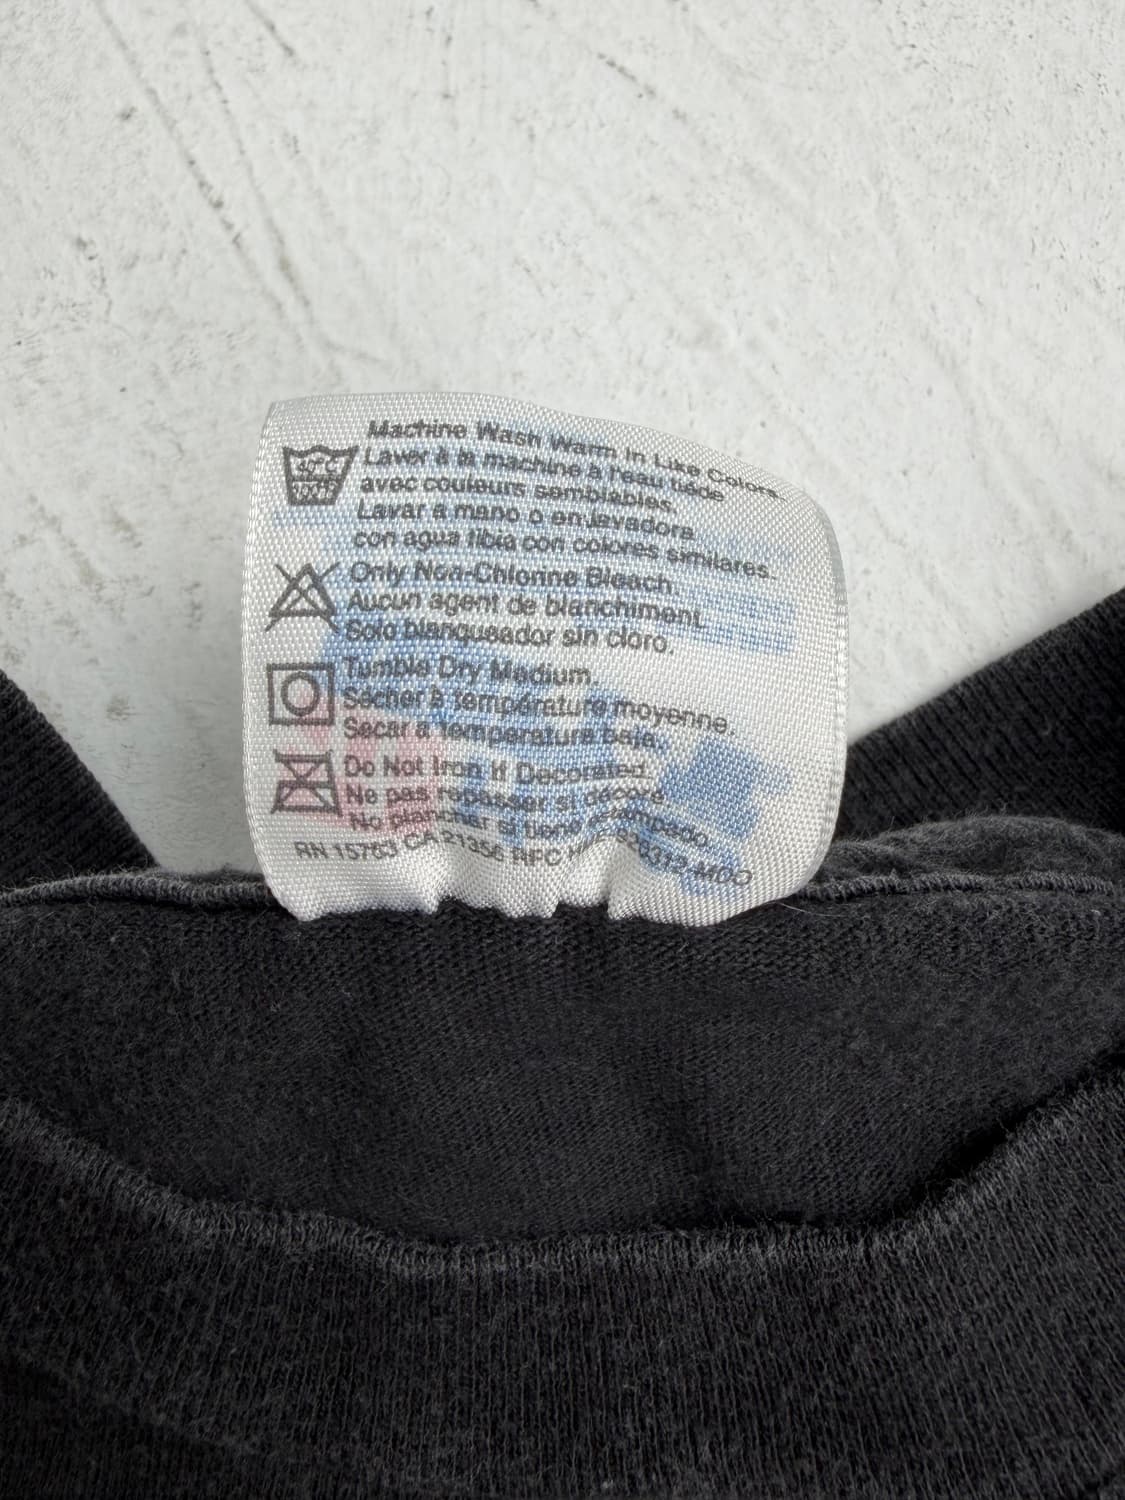 Machine Wash Warm in Like Colors.
40°C
Laver à la machine à l'eau tiède
avec couleurs semblables.
Lavar a mano o en lavadora
con agua tibia con colores similares.
Only Non-Chlorine Bleach.
Aucun agent de blanchiment.
Solo blanqueador sin cloro.
Tumble Dry Medium.
Sécher à température moyenne.
Secar a temperatura baja.
Do Not Iron If Decorated.
Ne pas repasser si décoré.
No planchar si tiene estampado.
RN 15763 CA 21356 RFC